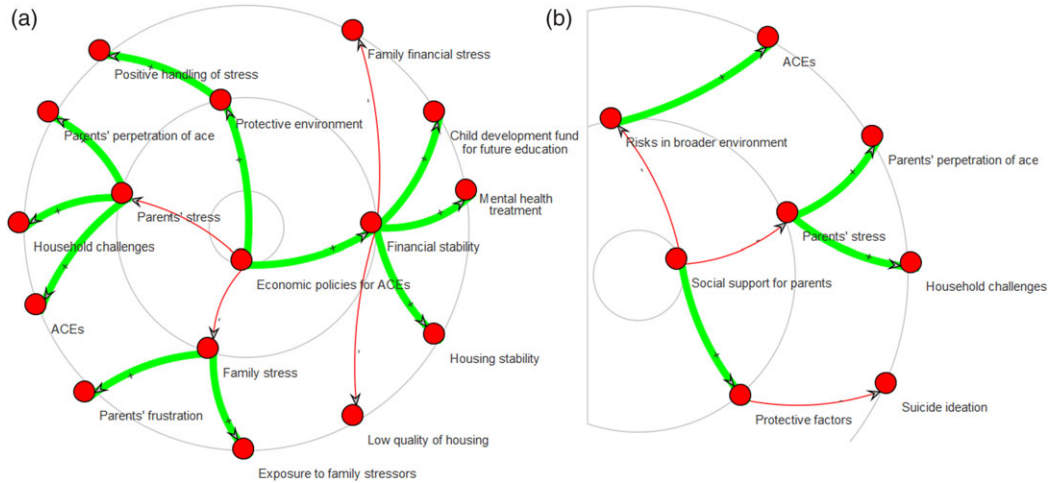 (a)
Family financial stress
Positive handling of stress
Parents' perpetration of ace
Protective environment
Child development fund
for future education
Mental health
treatment
Parents' stress
Household challenges
Financial stability
Economic policies for ACEs
ACEs
Housing stability
Family stress
Parents' frustration
Low quality of housing
Exposure to family stressors
(b)
ACEs
Risks in broader environment
Parents' perpetration of ace
Parents' stress
Social support for parents
Household challenges
Protective factors
Suicide ideation